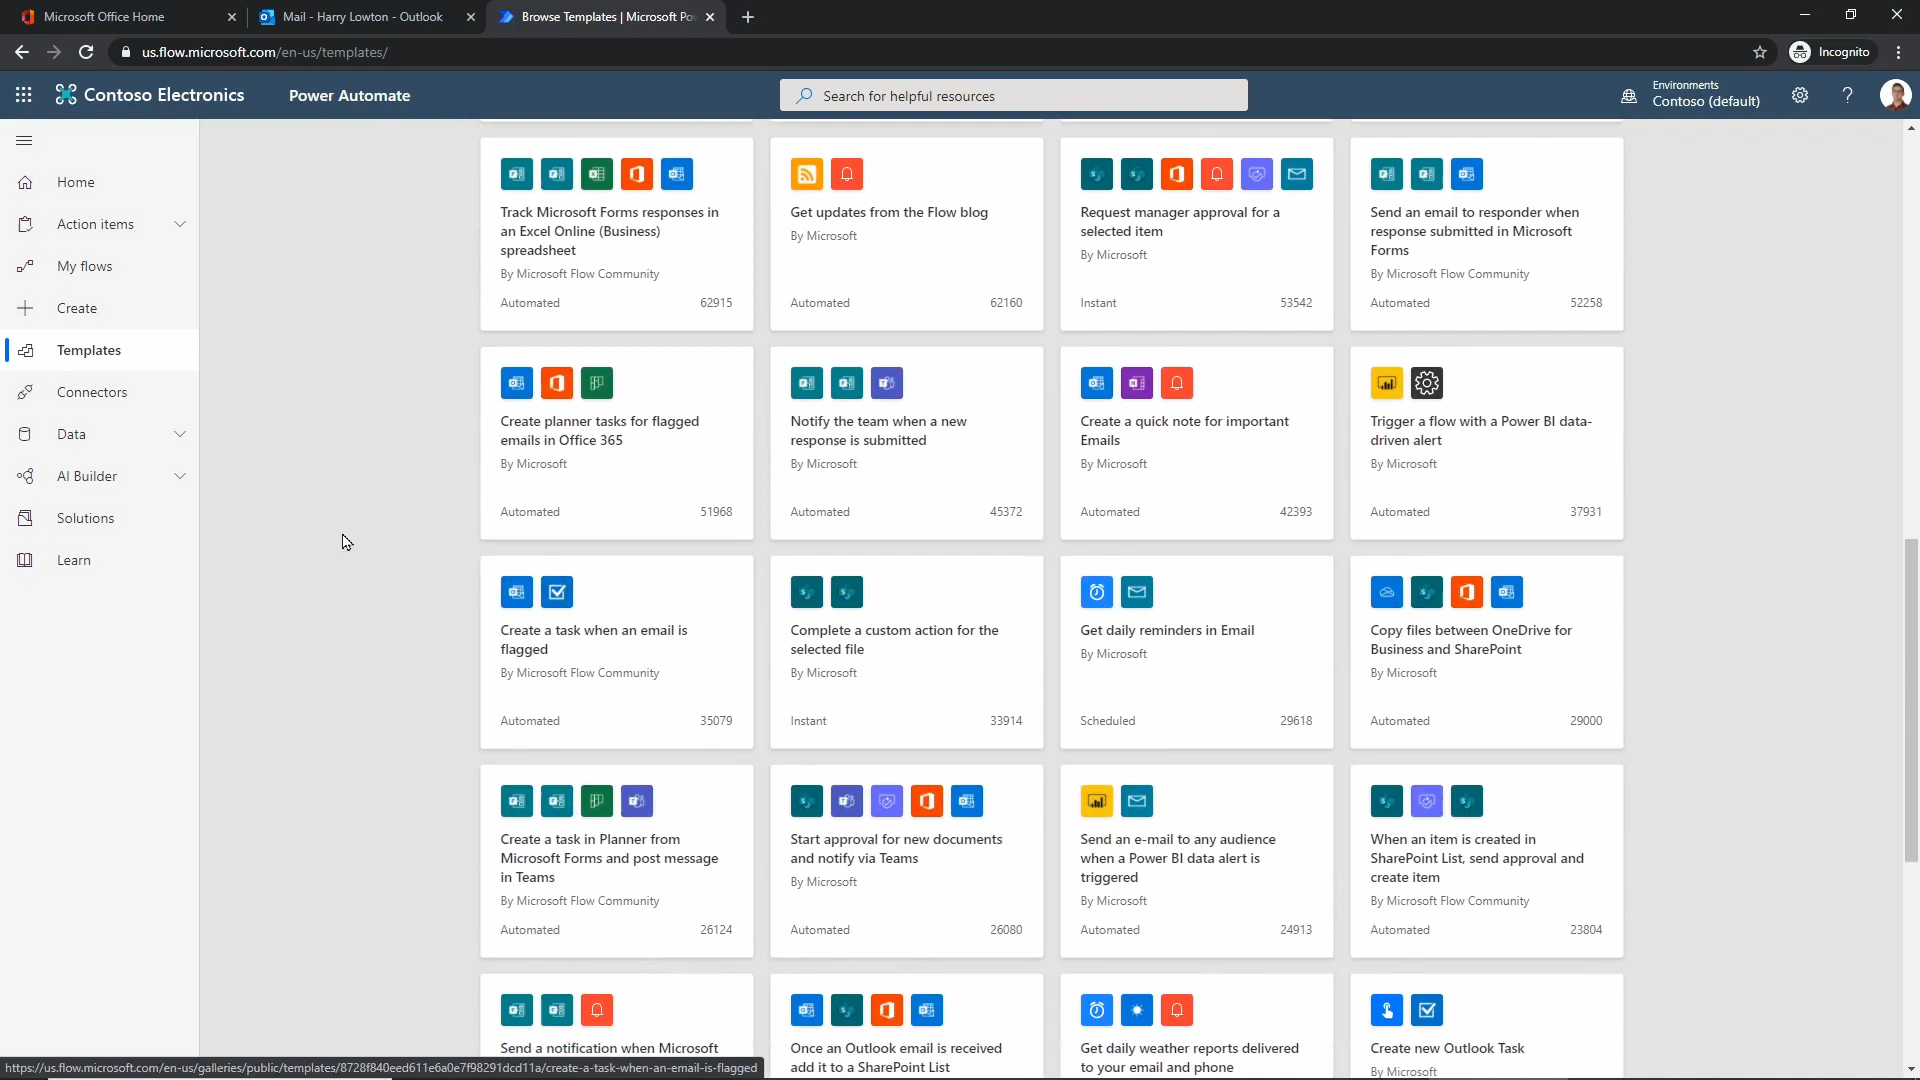 Microsoft Office Home
Mail - Harry Lowton - Outlook
Browse Templates | Microsoft Po
us.flow.microsoft.com/en-us/templates/
Incognito
Contoso Electronics
Power Automate
Search for helpful resources
Environments
Contoso (default)
Home
Action items
My flows
Create
Templates
Connectors
Data
AI Builder
Solutions
Learn
Track Microsoft Forms responses in
an Excel Online (Business)
spreadsheet
By Microsoft Flow Community
Automated
62915
Get updates from the Flow blog
By Microsoft
Automated
62160
Request manager approval for a
selected item
By Microsoft
Instant
53542
Send an email to responder when
response submitted in Microsoft
Forms
By Microsoft Flow Community
Automated
52258
Create planner tasks for flagged
emails in Office 365
By Microsoft
Automated
51968
Notify the team when a new
response is submitted
By Microsoft
Automated
45372
Create a quick note for important
Emails
By Microsoft
Automated
42393
Trigger a flow with a Power BI data-
driven alert
By Microsoft
Automated
37931
Create a task when an email is
flagged
By Microsoft Flow Community
Automated
35079
Complete a custom action for the
selected file
By Microsoft
Instant
33914
Get daily reminders in Email
By Microsoft
Scheduled
29618
Copy files between OneDrive for
Business and SharePoint
By Microsoft
Automated
29000
Create a task in Planner from
Microsoft Forms and post message
in Teams
By Microsoft Flow Community
Automated
26124
Start approval for new documents
and notify via Teams
By Microsoft
Automated
26080
Send an e-mail to any audience
when a Power BI data alert is
triggered
By Microsoft
Automated
24913
When an item is created in
SharePoint List, send approval and
create item
By Microsoft Flow Community
Automated
23804
Send a notification when Microsoft
Once an Outlook email is received
add it to a SharePoint List
Get daily weather reports delivered
to your email and phone
Create new Outlook Task
By Microsoft
https://us.flow.microsoft.com/en-us/galleries/public/templates/8728f840eed611e6a0e7f98291dcd11a/create-a-task-when-an-email-is-flagged